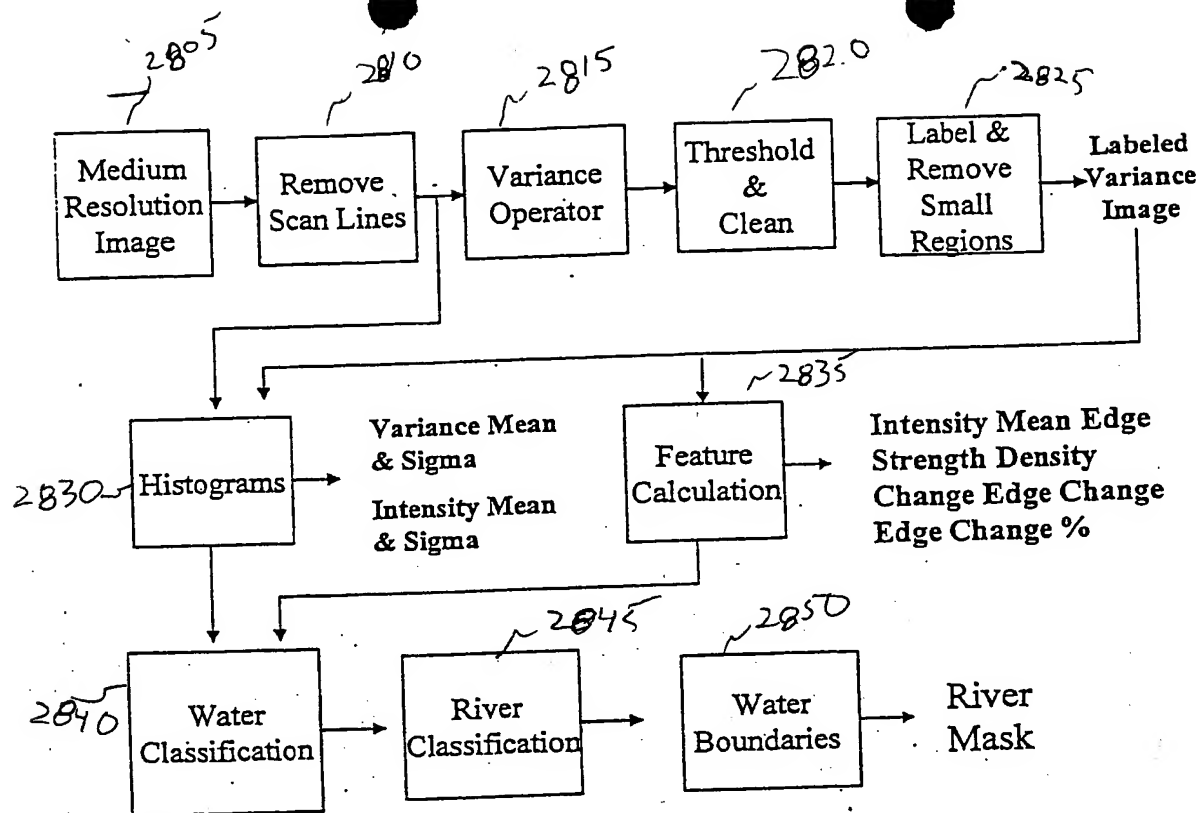 2805
2810
2815
2820
2825
Medium
Resolution
Image
Remove
Scan Lines
Variance
Operator
Threshold
&
Clean
Label &
Remove
Small
Regions
Labeled
Variance
Image
2835
2830
Histograms
Variance Mean
& Sigma
Intensity Mean
& Sigma
Feature
Calculation
Intensity Mean Edge
Strength Density
Change Edge Change
Edge Change %
2840
2845
2850
Water
Classification
River
Classification
Water
Boundaries
River
Mask